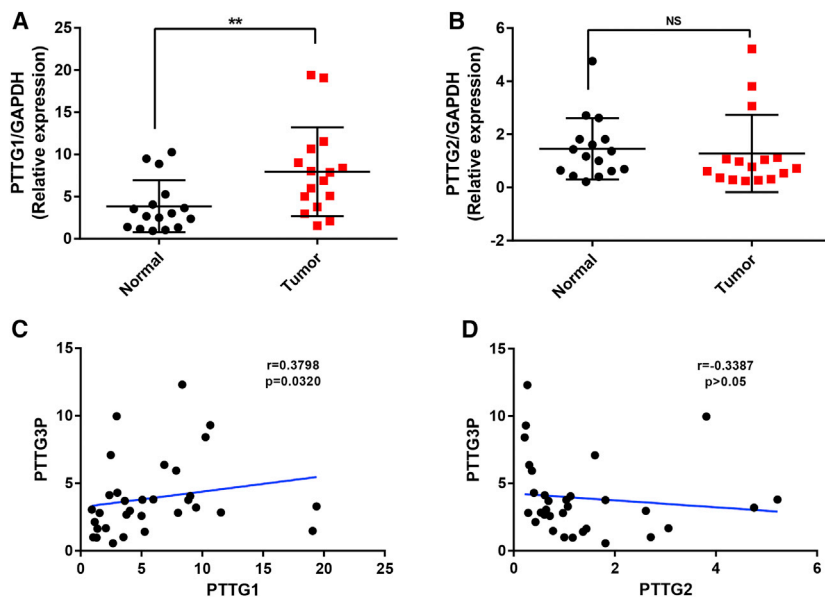 A
PTTG1/GAPDH
(Relative expression)
25
20
15
10
5
0
**
Normal
Tumor
B
PTTG2/GAPDH
(Relative expression)
6
4
2
0
-2
NS
Normal
Tumor
C
PTTG3P
15
10
5
0
r=0.3798
p=0.0320
0 5 10 15 20 25
PTTG1
D
PTTG3P
15
10
5
0
r=-0.3387
p>0.05
0 2 4 6
PTTG2